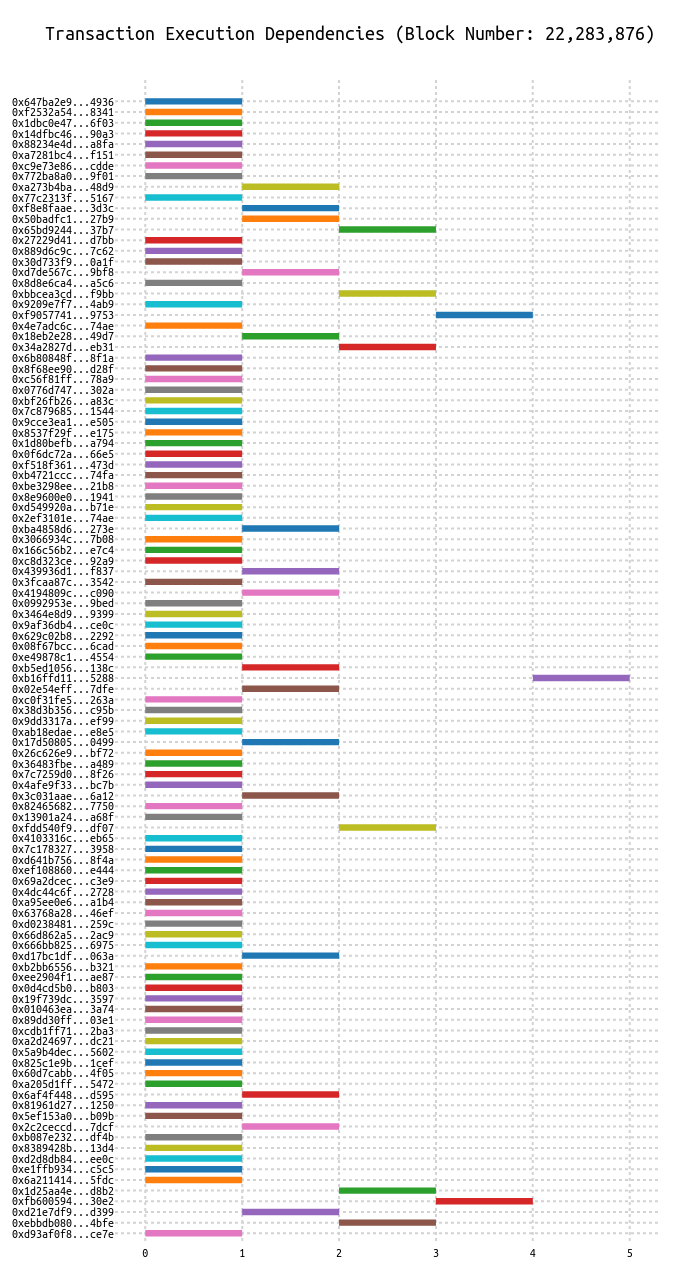 Transaction Execution Dependencies (Block Number: 22,283,876)
0x647ba2e9...4936
0xf2532a54...8341
0x1dbc0e47...6f03
0x14dfbc46...90a3
0x88234e4d...a8fa
0xa7281bc4...f151
0xc9e73e86...cdde
0x772ba8a0...9f01
0xa273b4ba...48d9
0x77c2313f...5167
0xf8e8faae...3d3c
0x50badfc1...27b9
0x65bd9244...37b7
0x27229d41...d7bb
0x889d6c9c...7c62
0x30d733f9...0a1f
0xd7de567c...9bf8
0x8d8e6ca4...a5c6
0xbbcea3cd...f9bb
0x9209e7f7...4ab9
0xf9057741...9753
0x4e7adc6c...74ae
0x18eb2e28...49d7
0x34a2827d...eb31
0x6b80848f...8f1a
0x8f68ee90...d28f
0xc56f81ff...78a9
0x0776d747...302a
0xbf26fb26...a83c
0x7c879685...1544
0x9cce3ea1...e505
0x8537f29f...e175
0x1d80befb...a794
0x0f6dc72a...66e5
0xf518f361...473d
0xb4721ccc...74fa
0xbe3298ee...21b8
0x8e9600e0...1941
0xd549920a...b71e
0x2ef3101e...74ae
0xba4858d6...273e
0x3066934c...7b08
0x166c56b2...e7c4
0xc8d323ce...92a9
0x439936d1...f837
0x3fcaa87c...3542
0x4194809c...c090
0x0992953e...9bed
0x3464e8d9...9399
0x9af36db4...ce0c
0x629c02b8...2292
0x08f67bcc...6cad
0xe49878c1...4554
0xb5ed1056...138c
0xb16ffd11...5288
0x02e54eff...7dfe
0xc0f31fe5...263a
0x38d3b356...c95b
0x9dd3317a...ef99
0xab18edae...e8e5
0x17d50805...0499
0x26c626e9...bf72
0x36483fbe...a489
0x7c7259d0...8f26
0x4afe9f33...bc7b
0x3c031aae...6a12
0x82465682...7750
0x13901a24...a68f
0xfdd540f9...df07
0x4103316c...eb65
0x7c178327...3958
0xd641b756...8f4a
0xef108860...e444
0x69a2dcec...c3e9
0x4dc44c6f...2728
0xa95ee0e6...a1b4
0x63768a28...46ef
0xd0238481...259c
0x66d862a5...2ac9
0x666bb825...6975
0xd17bc1df...063a
0xb2bb6556...b321
0xee2904f1...ae87
0x0d4cd5b0...b803
0x19f739dc...3597
0x010463ea...3a74
0x89dd30ff...03e1
0xcdb1ff71...2ba3
0xa2d24697...dc21
0x5a9b4dec...5602
0x825c1e9b...1cef
0x60d7cabb...4f05
0xa205d1ff...5472
0x6af4f448...d595
0x81961d27...1250
0x5ef153a0...b09b
0x2c2ceccd...7dcf
0xb087e232...df4b
0x8389428b...13d4
0xd2d8db84...ee0c
0xe1ffb934...c5c5
0x6a211414...5fdc
0x1d25aa4e...d8b2
0xfb600594...30e2
0xd21e7df9...d399
0xebbdb080...4bfe
0xd93af0f8...ce7e
0 1 2 3 4 5